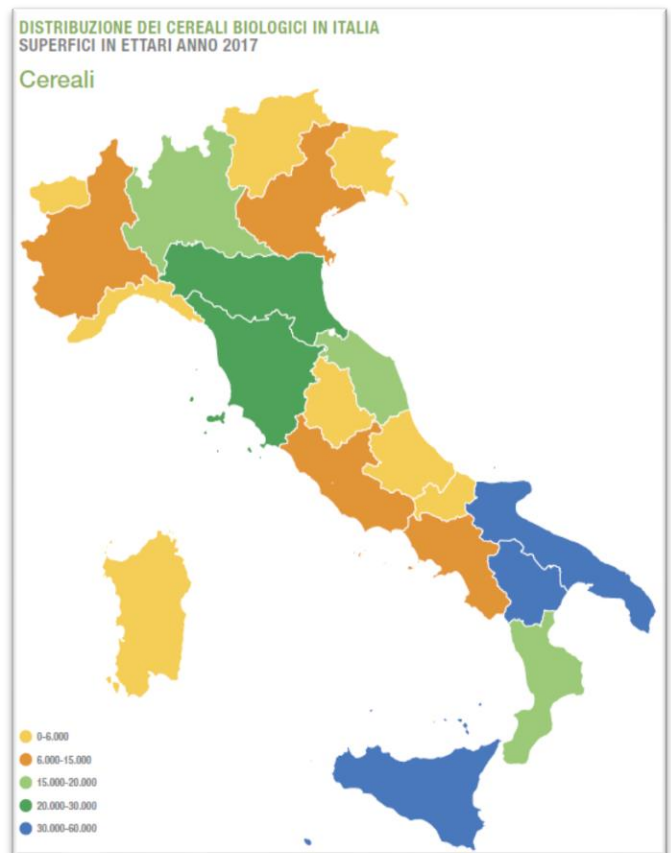 DISTRIBUZIONE DEI CEREALI BIOLOGICI IN ITALIA
SUPERFICI IN ETTARI ANNO 2017
Cereali
0-6.000
6.000-15.000
15.000-20.000
20.000-30.000
30.000-60.000